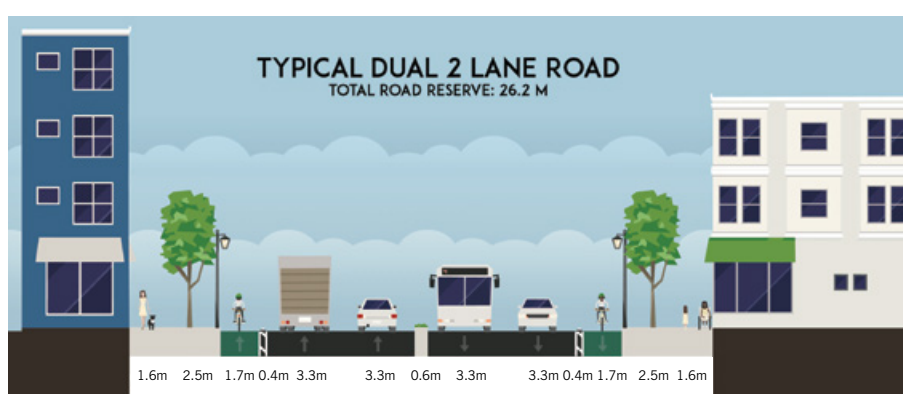 TYPICAL DUAL 2 LANE ROAD
TOTAL ROAD RESERVE: 26.2 M
1.6m 2.5m 1.7m 0.4m 3.3m 3.3m 0.6m 3.3m 3.3m 0.4m 1.7m 2.5m 1.6m